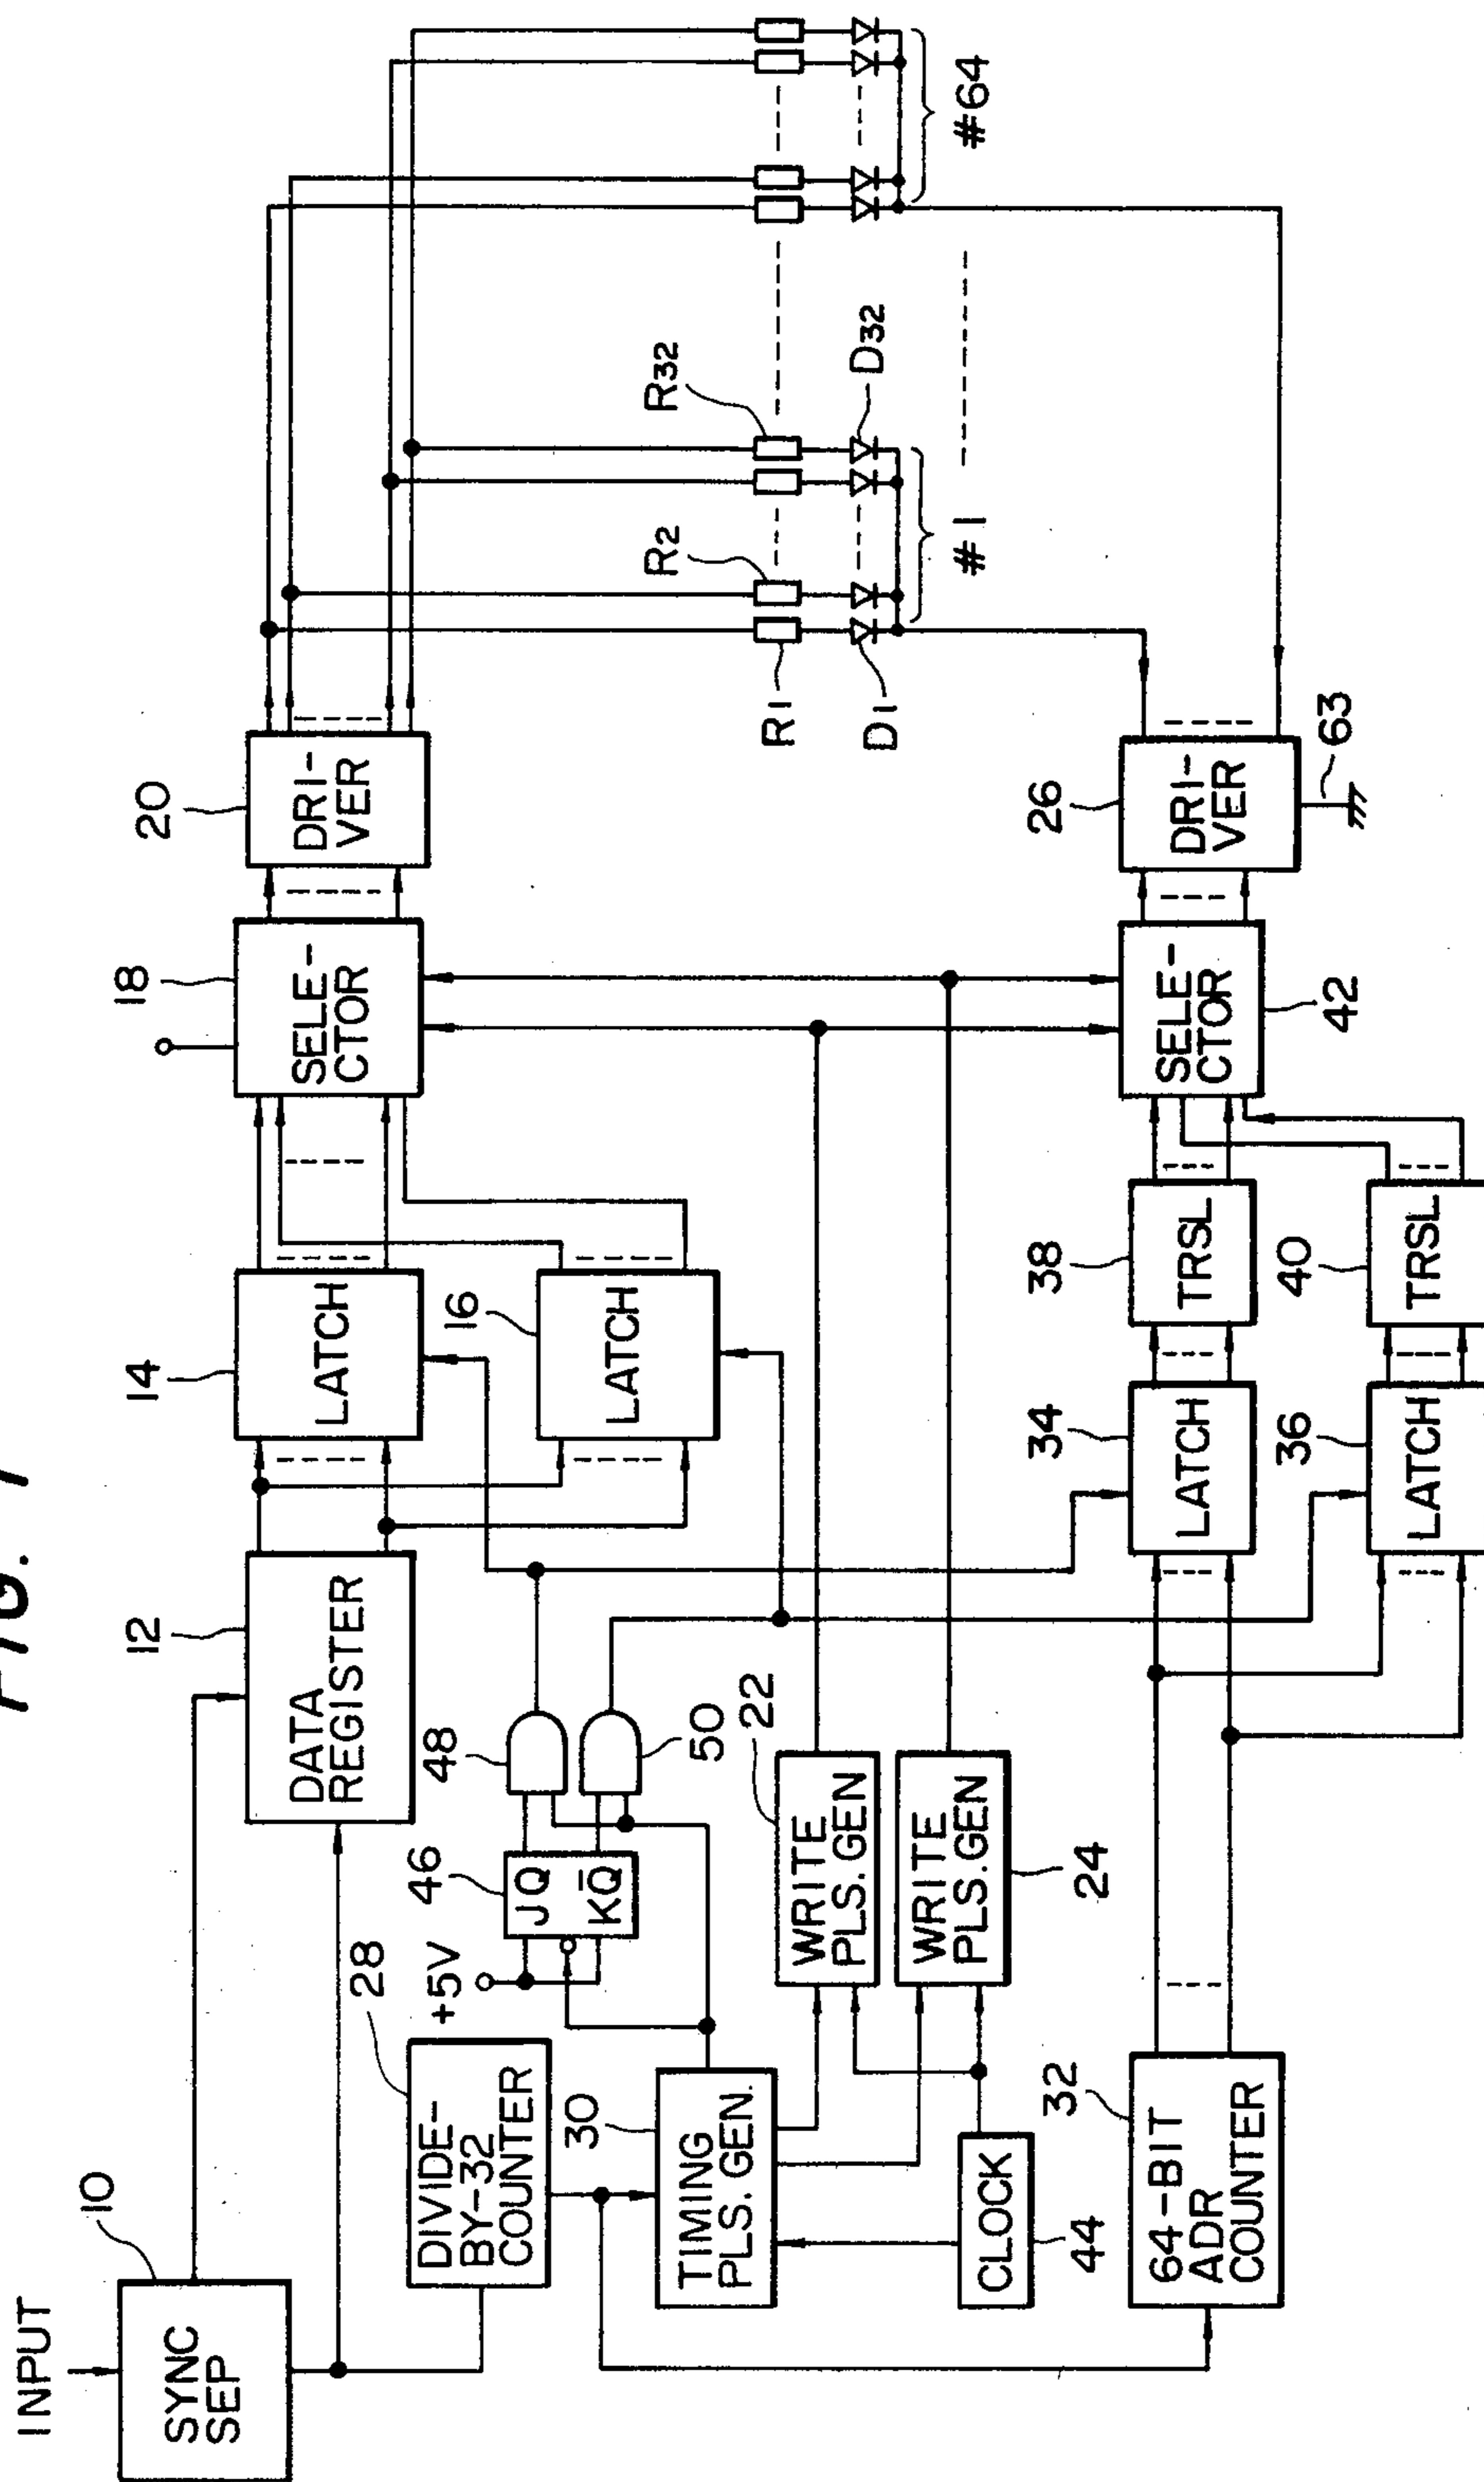 FIG. 1
INPUT
10
SYNC
SEP
12
DATA
REGISTER
14
LATCH
16
LATCH
18
SELE-
CTOR
20
DRI-
VER
28
DIVIDE-
BY-32
COUNTER
+5V
46
J Q
K Q̄
48
50
30
TIMING
PLS. GEN.
22
WRITE
PLS. GEN
WRITE
PLS. GEN
24
CLOCK
44
32
64-BIT
ADR
COUNTER
34
LATCH
36
LATCH
38
TRSL
40
TRSL
SELE-
CTOR
42
26
DRI-
VER
63
R1
R2
R32
D1
D32
#1
#64